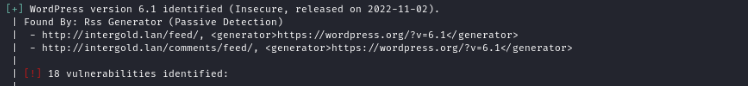 [+] WordPress version 6.1 identified (Insecure, released on 2022-11-02).
| Found By: Rss Generator (Passive Detection)
|  - http://intergold.lan/feed/, <generator>https://wordpress.org/?v=6.1</generator>
|  - http://intergold.lan/comments/feed/, <generator>https://wordpress.org/?v=6.1</generator>
|
| [!] 18 vulnerabilities identified: